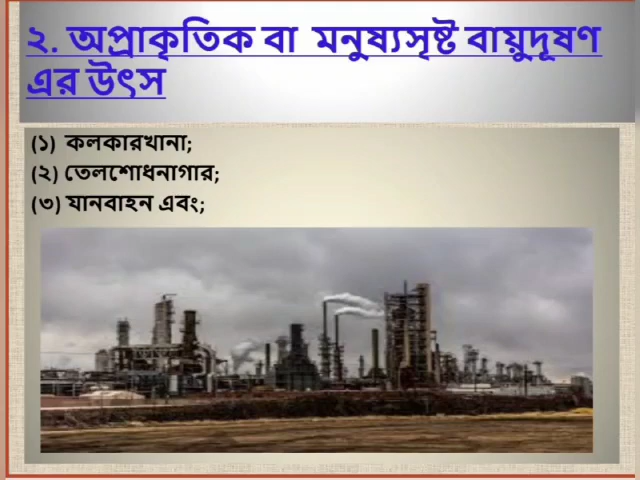 ২. অপ্রাকৃতিক বা মনুষ্যসৃষ্ট বায়ুদূষণ
এর উৎস
(১) কলকারখানা;
(২) তেলশোধনাগার;
(৩) যানবাহন এবং;